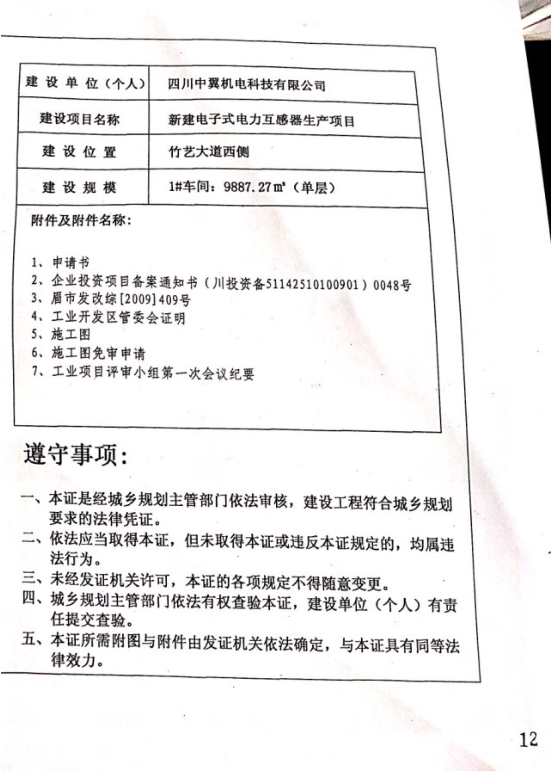 建设单位(个人) 四川中翼机电科技有限公司
建设项目名称 新建电子式电力互感器生产项目
建设位置 竹艺大道西侧
建设规模 1#车间：9887.27㎡（单层）
附件及附件名称：
1、申请书
2、企业投资项目备案通知书（川投资备51142510100901）0048号
3、眉市发改综[2009]409号
4、工业开发区管委会证明
5、施工图
6、施工图免审申请
7、工业项目评审小组第一次会议纪要
遵守事项：
一、本证是经城乡规划主管部门依法审核，建设工程符合城乡规划
要求的法律凭证。
二、依法应当取得本证，但未取得本证或违反本证规定的，均属违
法行为。
三、未经发证机关许可，本证的各项规定不得随意变更。
四、城乡规划主管部门依法有权查验本证，建设单位（个人）有责
任提交查验。
五、本证所需附图与附件由发证机关依法确定，与本证具有同等法
律效力。
12